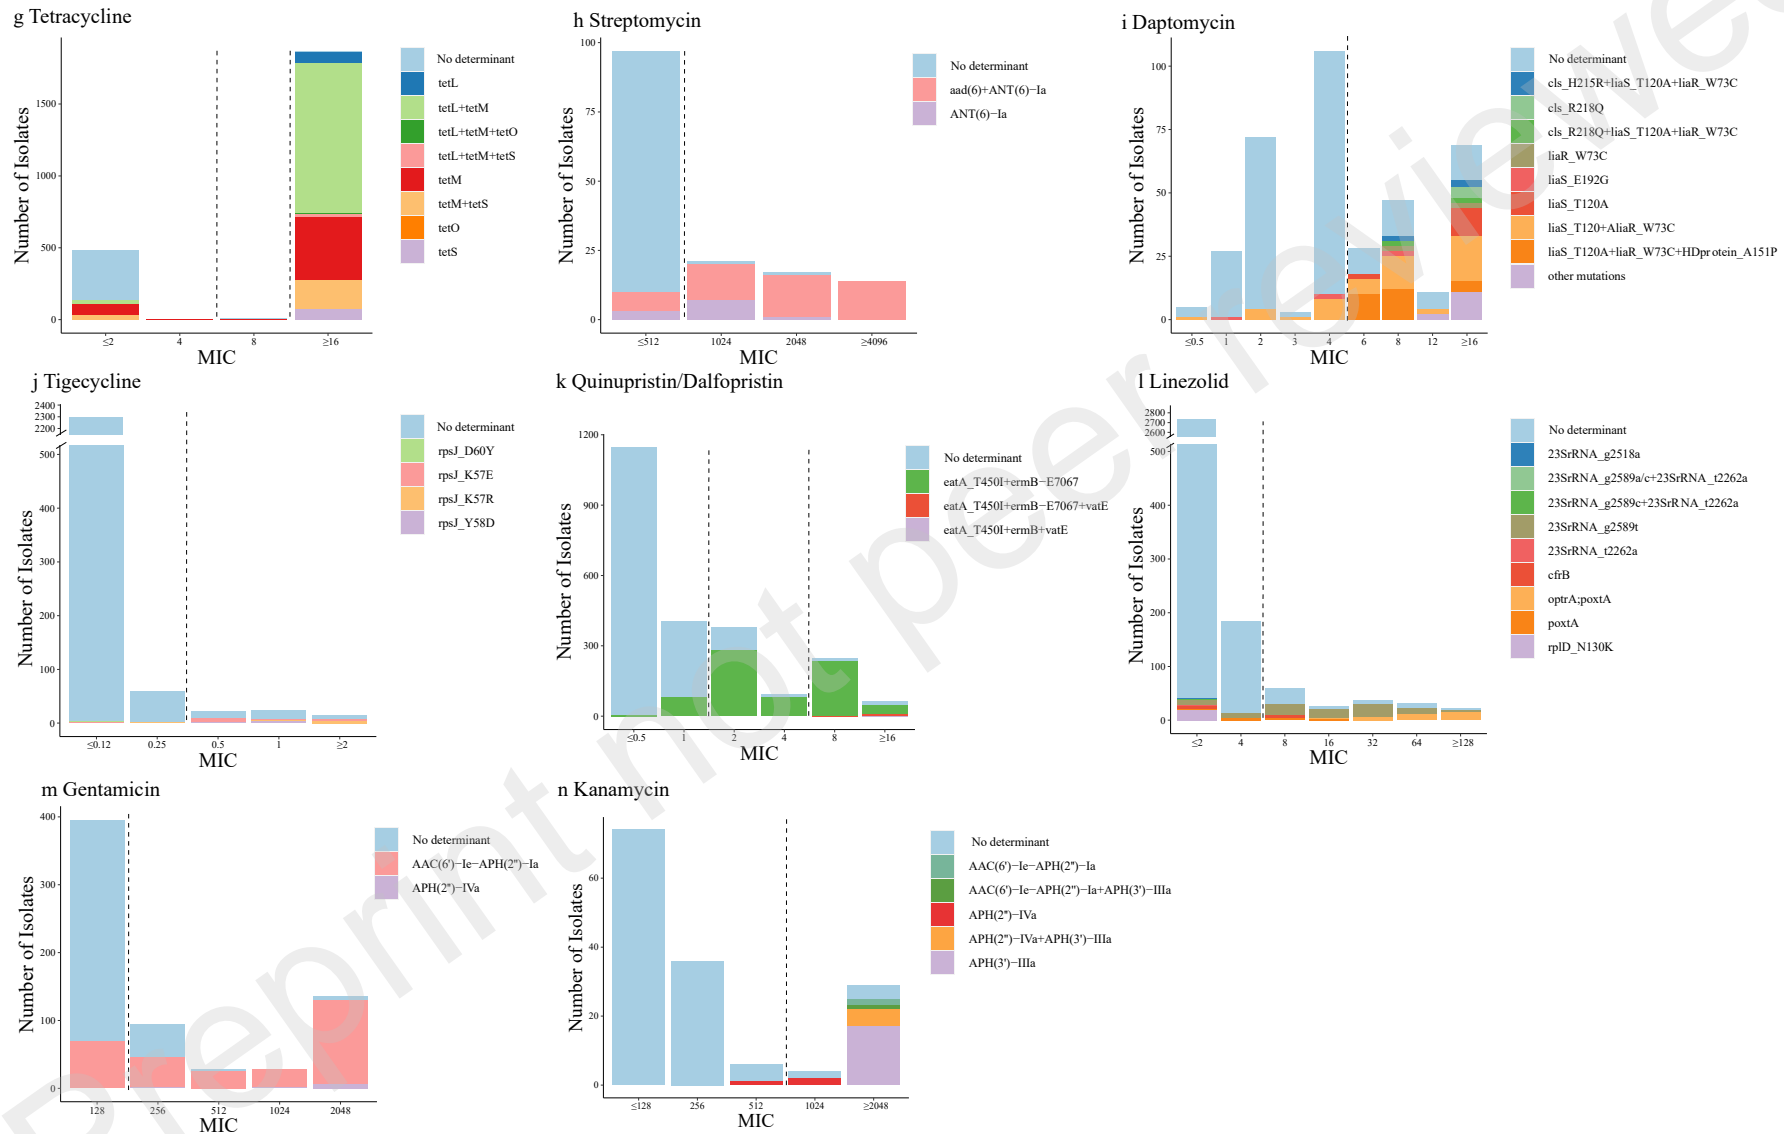 g Tetracycline
Number of Isolates
1500
1000
500
0
≤2
4
8
≥16
MIC
No determinant
tetL
tetL+tetM
tetL+tetM+tetO
tetL+tetM+tetS
tetM
tetM+tetS
tetO
tetS
h Streptomycin
Number of Isolates
100
75
50
25
0
≤512
1024
2048
≥4096
MIC
No determinant
aad(6)+ANT(6)−Ia
ANT(6)−Ia
i Daptomycin
Number of Isolates
100
75
50
25
0
≤0.5
1
2
3
4
6
8
12
≥16
MIC
No determinant
cls_H215R+liaS_T120A+liaR_W73C
cls_R218Q
cls_R218Q+liaS_T120A+liaR_W73C
liaR_W73C
liaS_E192G
liaS_T120A
liaS_T120+AliaR_W73C
liaS_T120A+liaR_W73C+HDprotein_A151P
other mutations
j Tigecycline
Number of Isolates
2400
2300
2200
500
400
300
200
100
0
≤0.12
0.25
0.5
1
≥2
MIC
No determinant
rpsJ_D60Y
rpsJ_K57E
rpsJ_K57R
rpsJ_Y58D
k Quinupristin/Dalfopristin
Number of Isolates
1200
900
600
300
0
≤0.5
1
2
4
8
≥16
MIC
No determinant
eatA_T450I+ermB−E7067
eatA_T450I+ermB−E7067+vatE
eatA_T450I+ermB+vatE
l Linezolid
Number of Isolates
2800
2700
2600
500
400
300
200
100
0
≤2
4
8
16
32
64
≥128
MIC
No determinant
23SrRNA_g2518a
23SrRNA_g2589a/c+23SrRNA_t2262a
23SrRNA_g2589c+23SrRNA_t2262a
23SrRNA_g2589t
23SrRNA_t2262a
cfrB
optrA;poxtA
poxtA
rplD_N130K
m Gentamicin
Number of Isolates
400
300
200
100
0
128
256
512
1024
2048
MIC
No determinant
AAC(6')−Ie−APH(2'')−Ia
APH(2'')−IVa
n Kanamycin
Number of Isolates
60
40
20
0
≤128
256
512
1024
≥2048
MIC
No determinant
AAC(6')−Ie−APH(2'')−Ia
AAC(6')−Ie−APH(2'')−Ia+APH(3')−IIIa
APH(2'')−IVa
APH(2'')−IVa+APH(3')−IIIa
APH(3')−IIIa
Preprint not peer reviewed